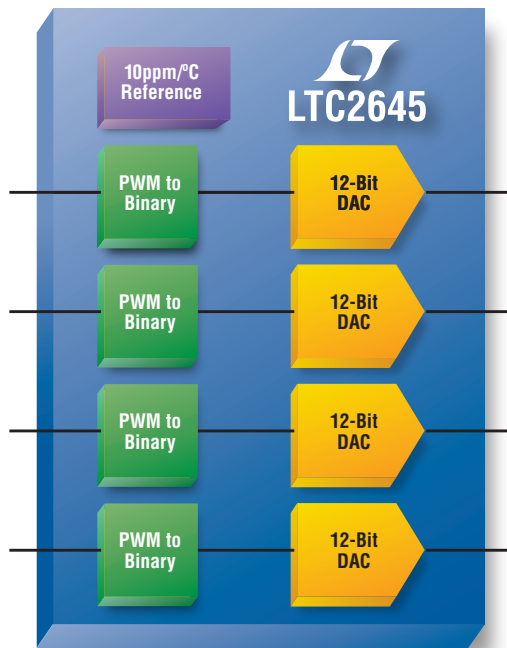 10ppm/°C
Reference
LTC2645
PWM to
Binary
12-Bit
DAC
PWM to
Binary
12-Bit
DAC
PWM to
Binary
12-Bit
DAC
PWM to
Binary
12-Bit
DAC